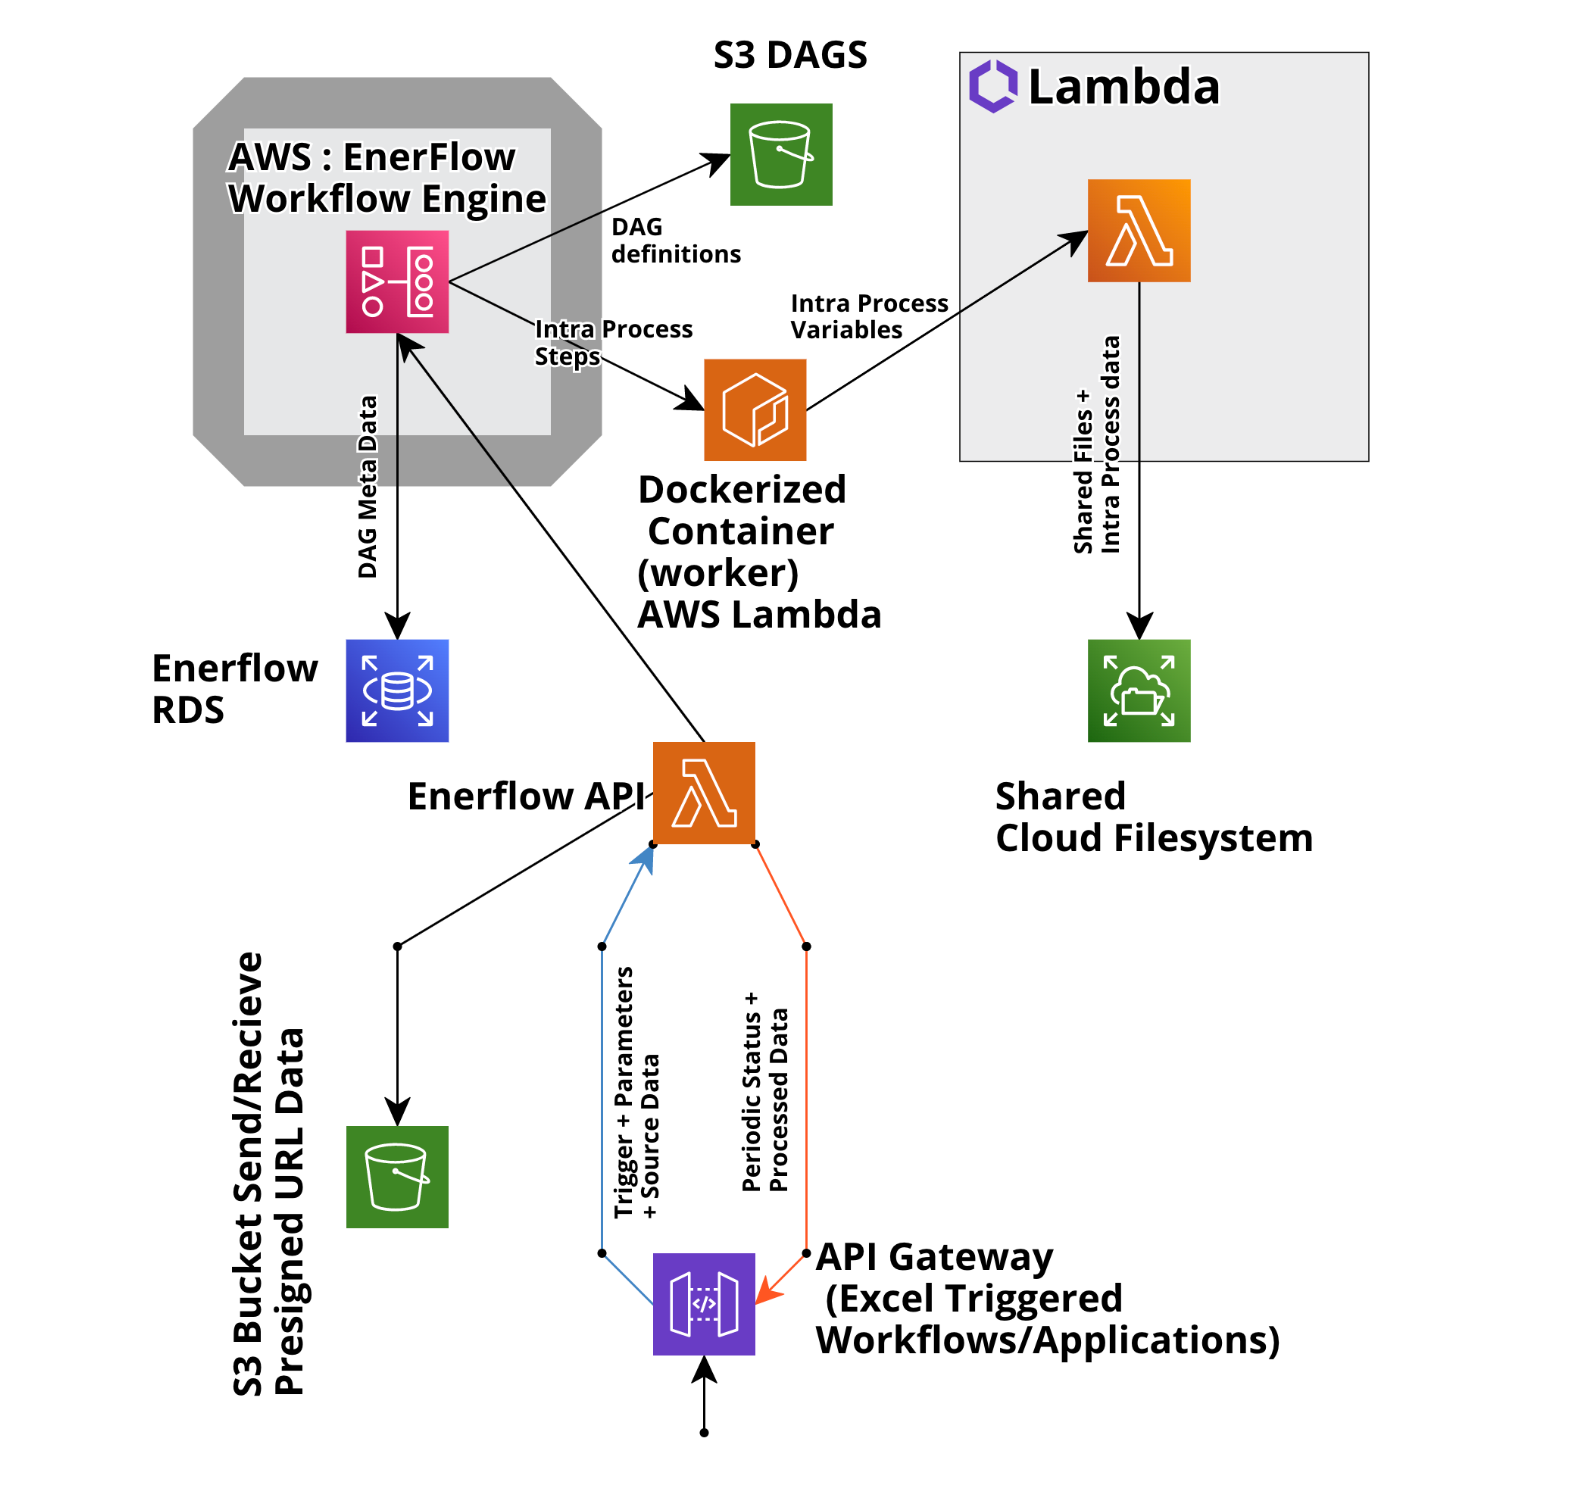 S3 DAGS
Lambda
AWS : EnerFlow
Workflow Engine
DAG
definitions
Intra Process
Steps
Intra Process
Variables
Shared Files +
Intra Process data
DAG Meta Data
Dockerized
Container
(worker)
AWS Lambda
Enerflow
RDS
Enerflow API
Shared
Cloud Filesystem
S3 Bucket Send/Recieve
Presigned URL Data
Trigger + Parameters
+ Source Data
Periodic Status +
Processed Data
API Gateway
(Excel Triggered
Workflows/Applications)